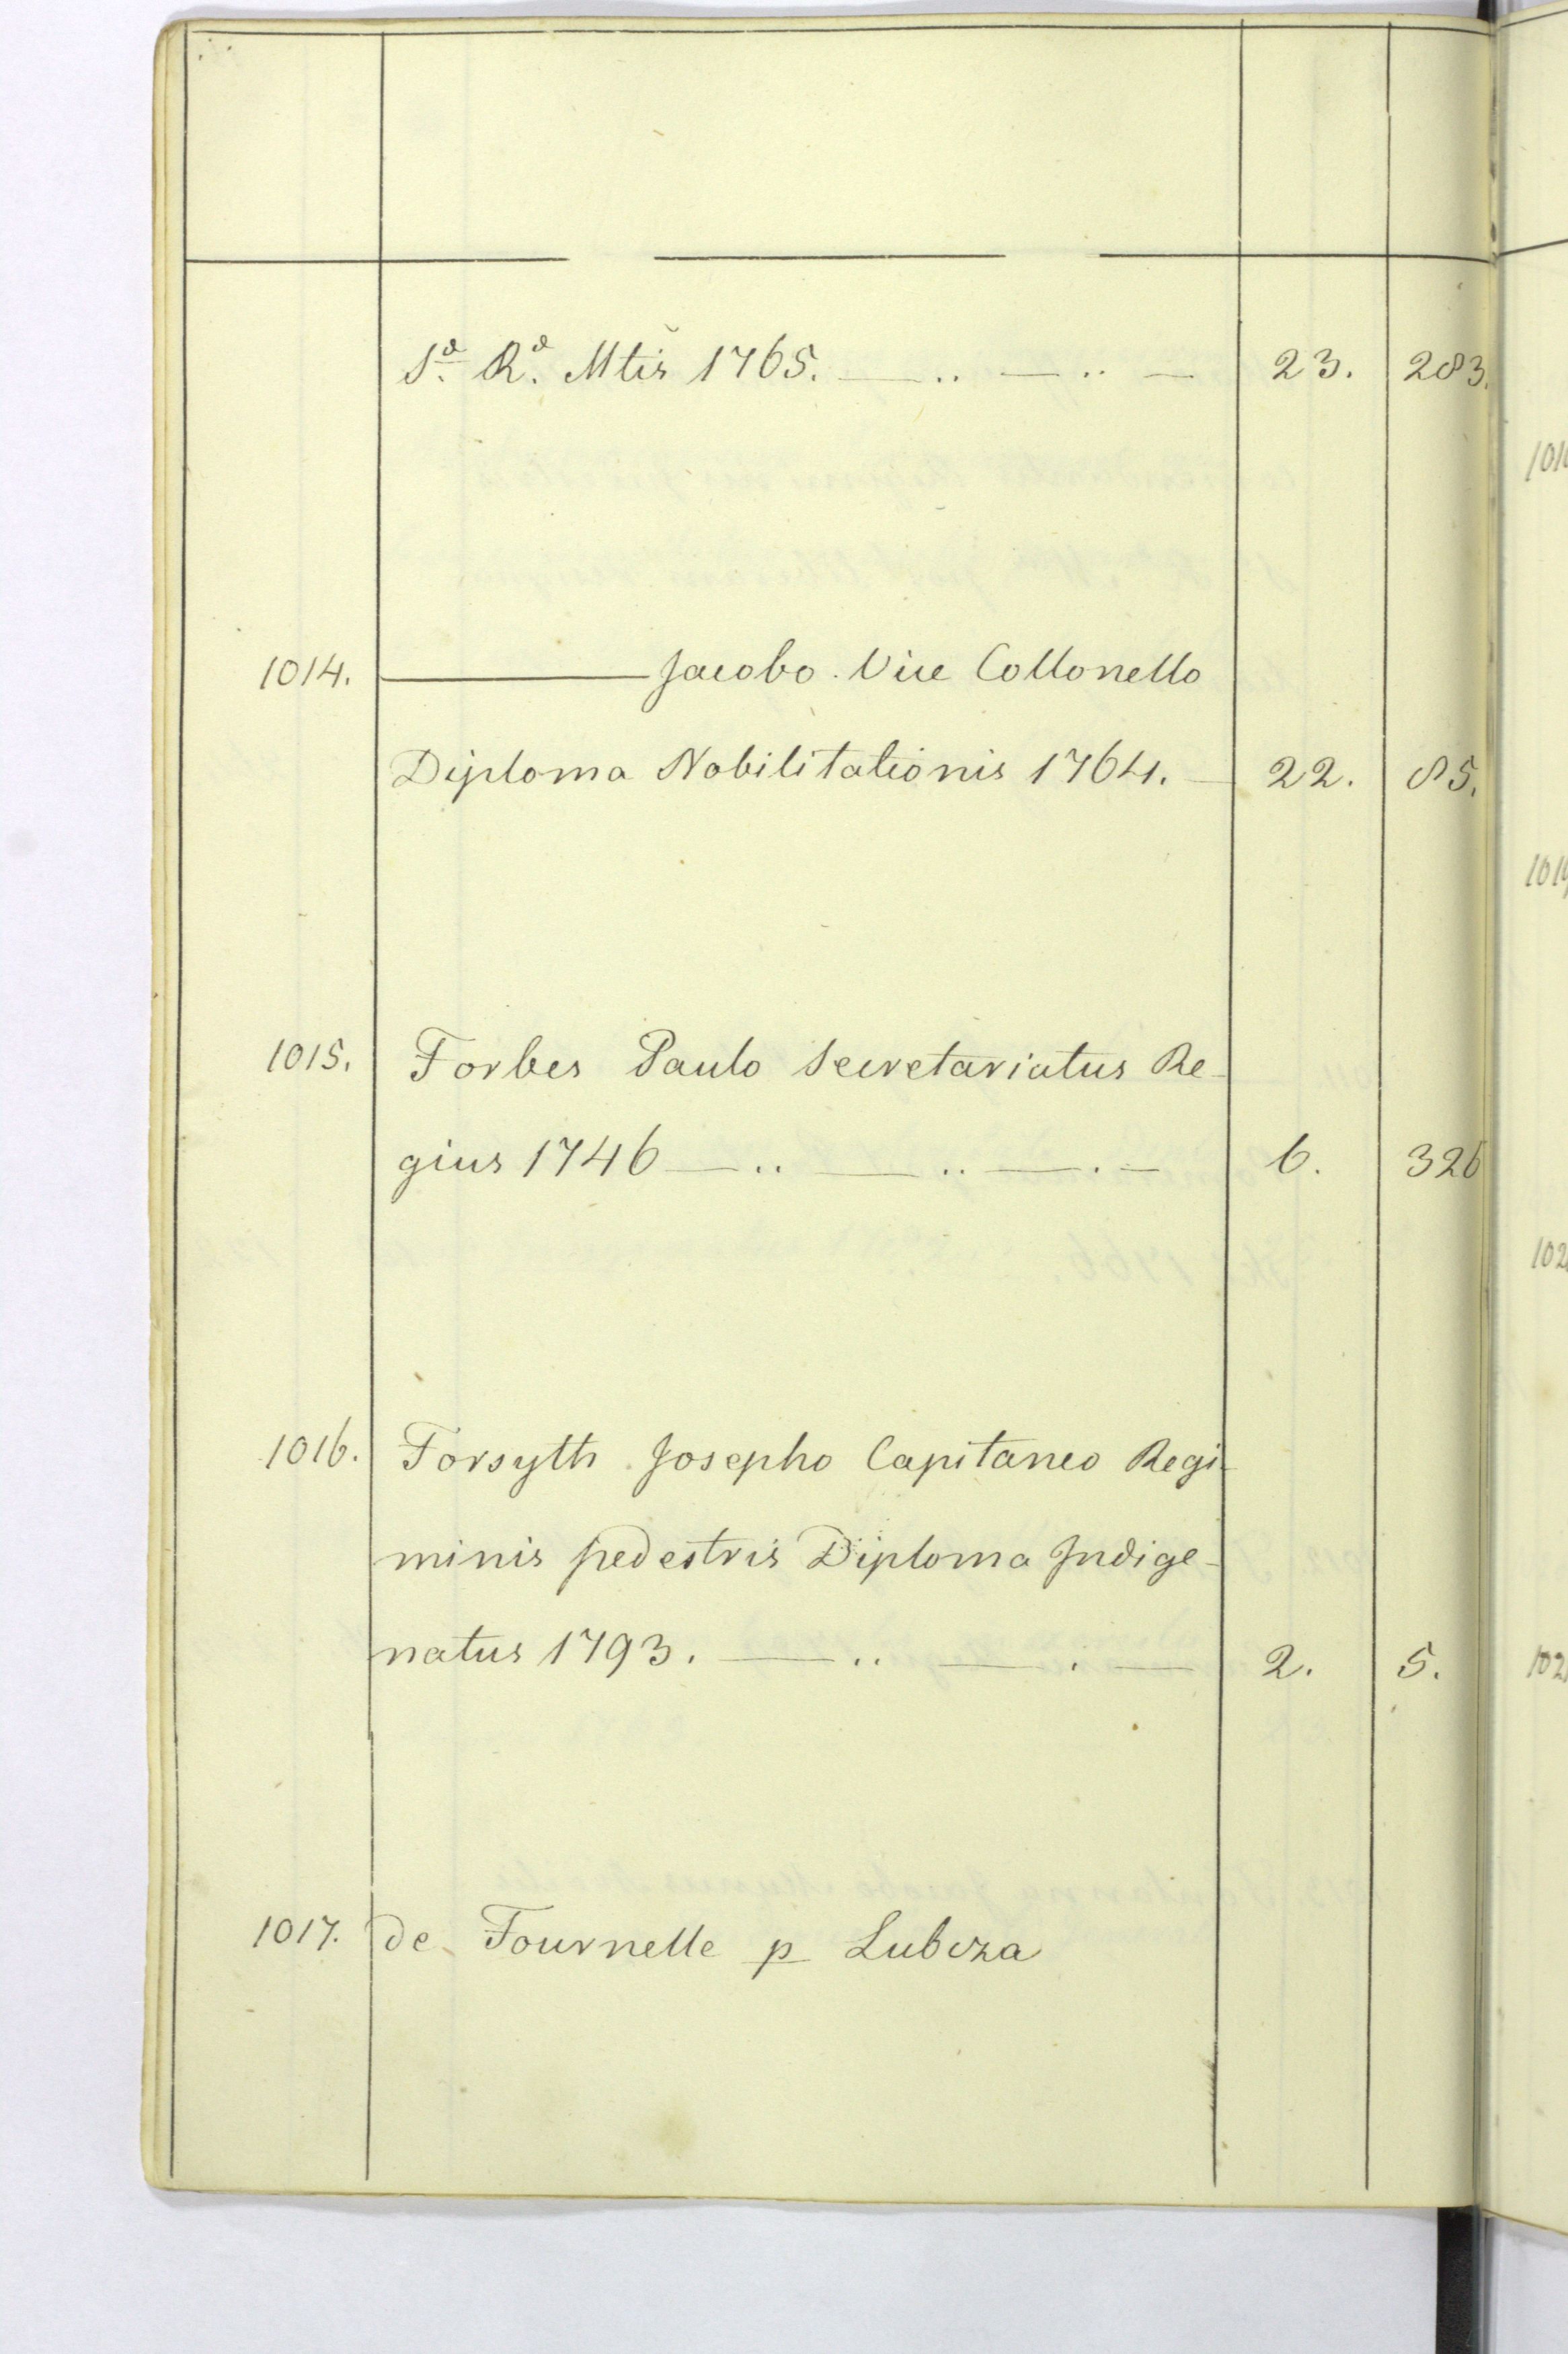 Sæ. Ræ. Mtis 1765. — .. — .. — 23. 283.
1014. ——— Jacobo Vice Collonello
Diploma Nobilitationis 1764. — 22. 85.
1015. Forbes Paulo Secretariatus Re-
gius 1746 — .. — .. — . — 6. 326
1016. Forsyth Josepho Capitaneo Regi-
minis pedestris Diploma Indige-
natus 1793. — .. — . — 2. 5.
1017. de Fournelle p Lubcza